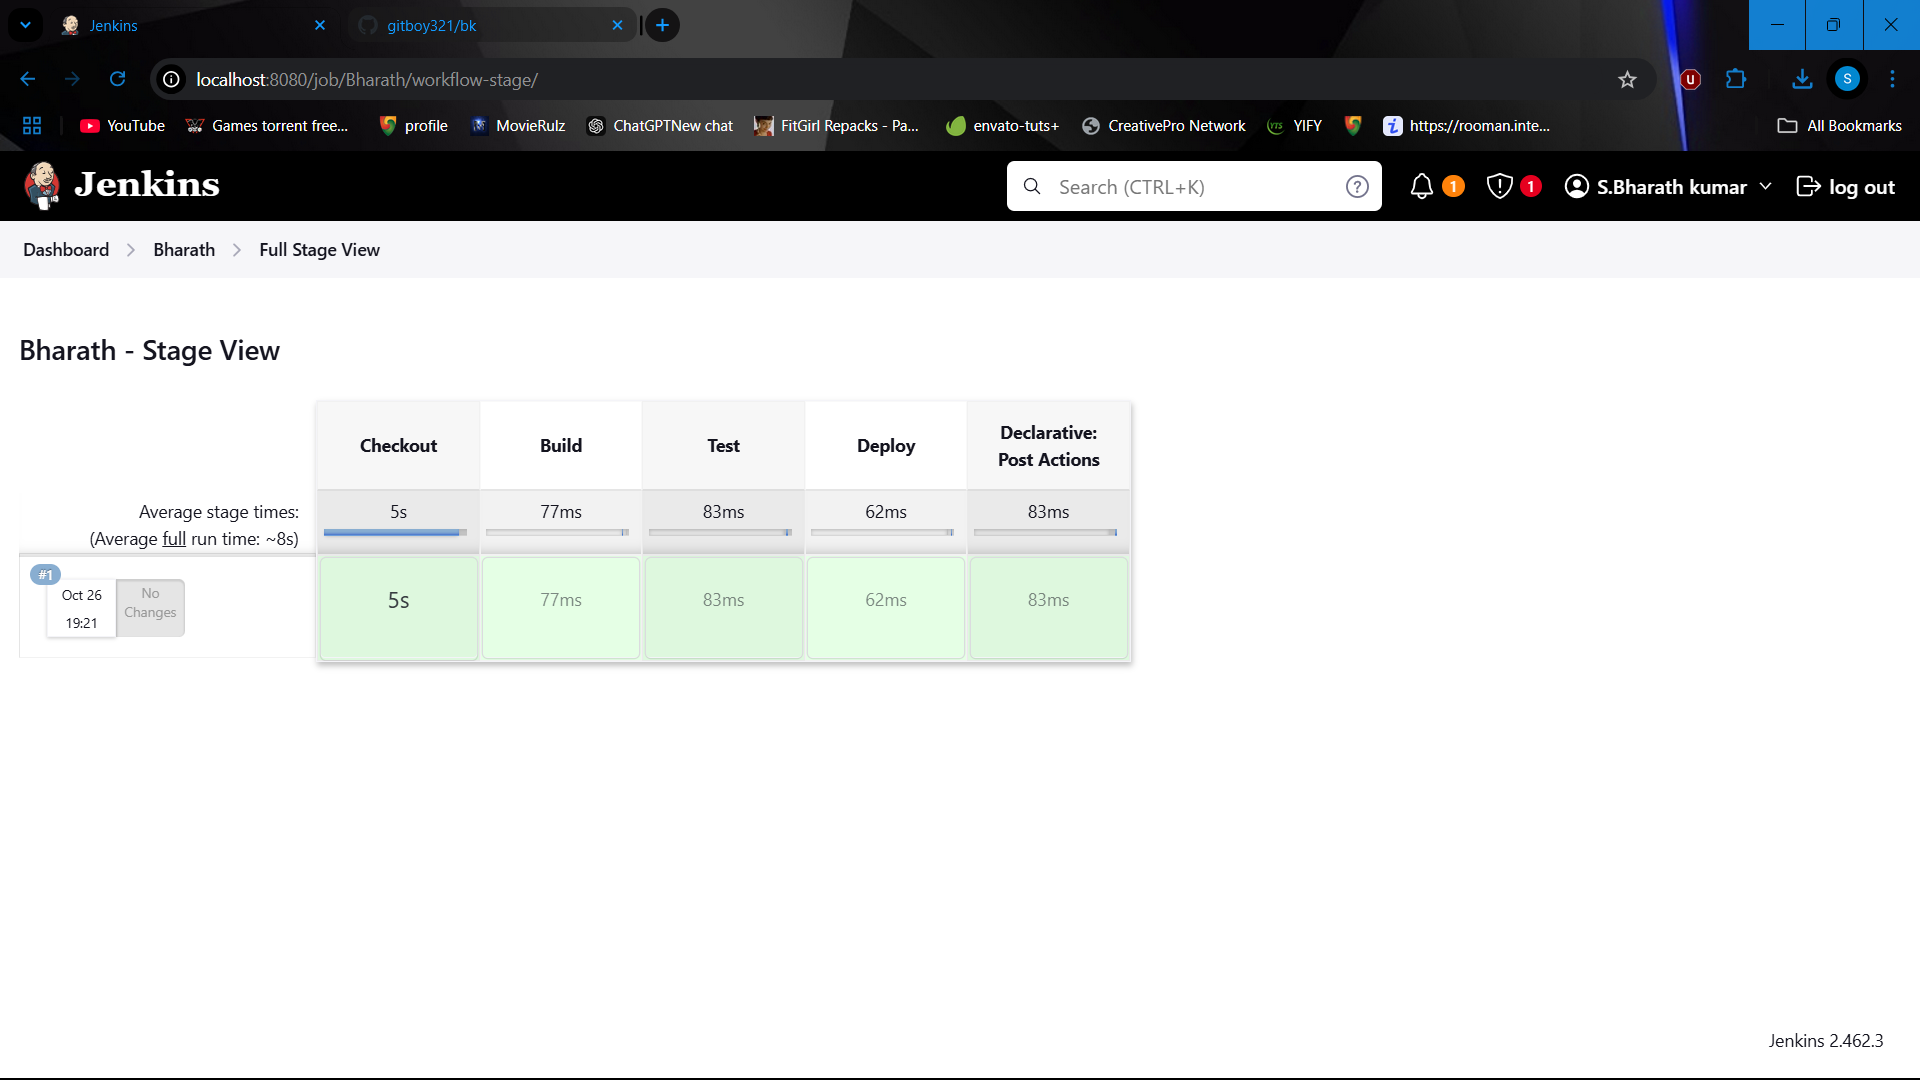 Jenkins
gitboy321/bk
localhost:8080/job/Bharath/workflow-stage/
U
S
YouTube
Games torrent free...
profile
MovieRulz
ChatGPTNew chat
FitGirl Repacks - Pa...
envato-tuts+
CreativePro Network
YIFY
https://rooman.inte...
All Bookmarks
Jenkins
Search (CTRL+K)
?
1
1
S.Bharath kumar
log out
Dashboard
Bharath
Full Stage View
Bharath - Stage View
Checkout
Build
Test
Deploy
Declarative:
Post Actions
Average stage times:
(Average full run time: ~8s)
5s
77ms
83ms
62ms
83ms
#1
Oct 26
19:21
No
Changes
5s
77ms
83ms
62ms
83ms
Jenkins 2.462.3